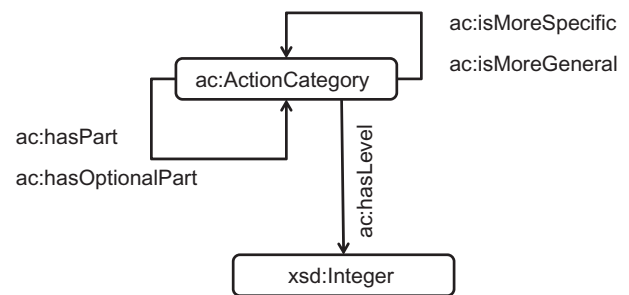 ac:isMoreSpecific
ac:isMoreGeneral
ac:ActionCategory
ac:hasPart
ac:hasOptionalPart
ac:hasLevel
xsd:Integer